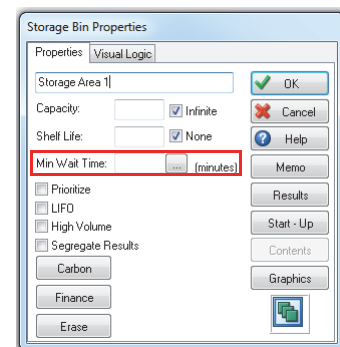 Storage Bin Properties
Properties Visual Logic
Storage Area 1
OK
Capacity: Infinite
Cancel
Shelf Life: None
Help
Min Wait Time: ... (minutes)
Memo
Prioritize
Results
LIFO
High Volume
Start - Up
Segregate Results
Contents
Carbon
Graphics
Finance
Erase